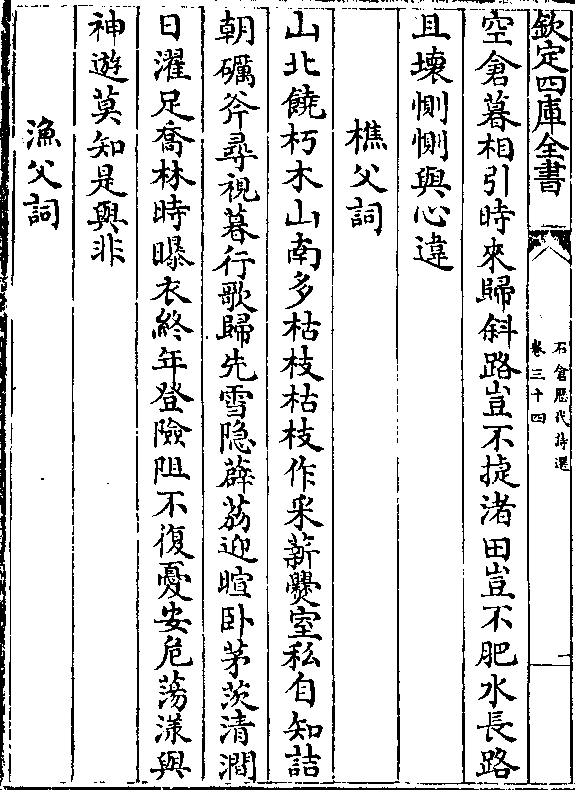 欽定四庫全書
石倉歷代詩選
卷三十四
空倉暮相引時來歸斜路豈不捷渚田豈不肥水長路
且壞惻惻與心違
樵父詞
山北饒朽木山南多枯枝枯枝作采薪㸑室私自知詰
朝礪斧尋視暮行歌歸先雪隐薜荔迎暄卧茅茨清澗
日濯足喬林時曝衣終年登險阻不復憂安危蕩漾與
神遊莫知是與非
漁父詞